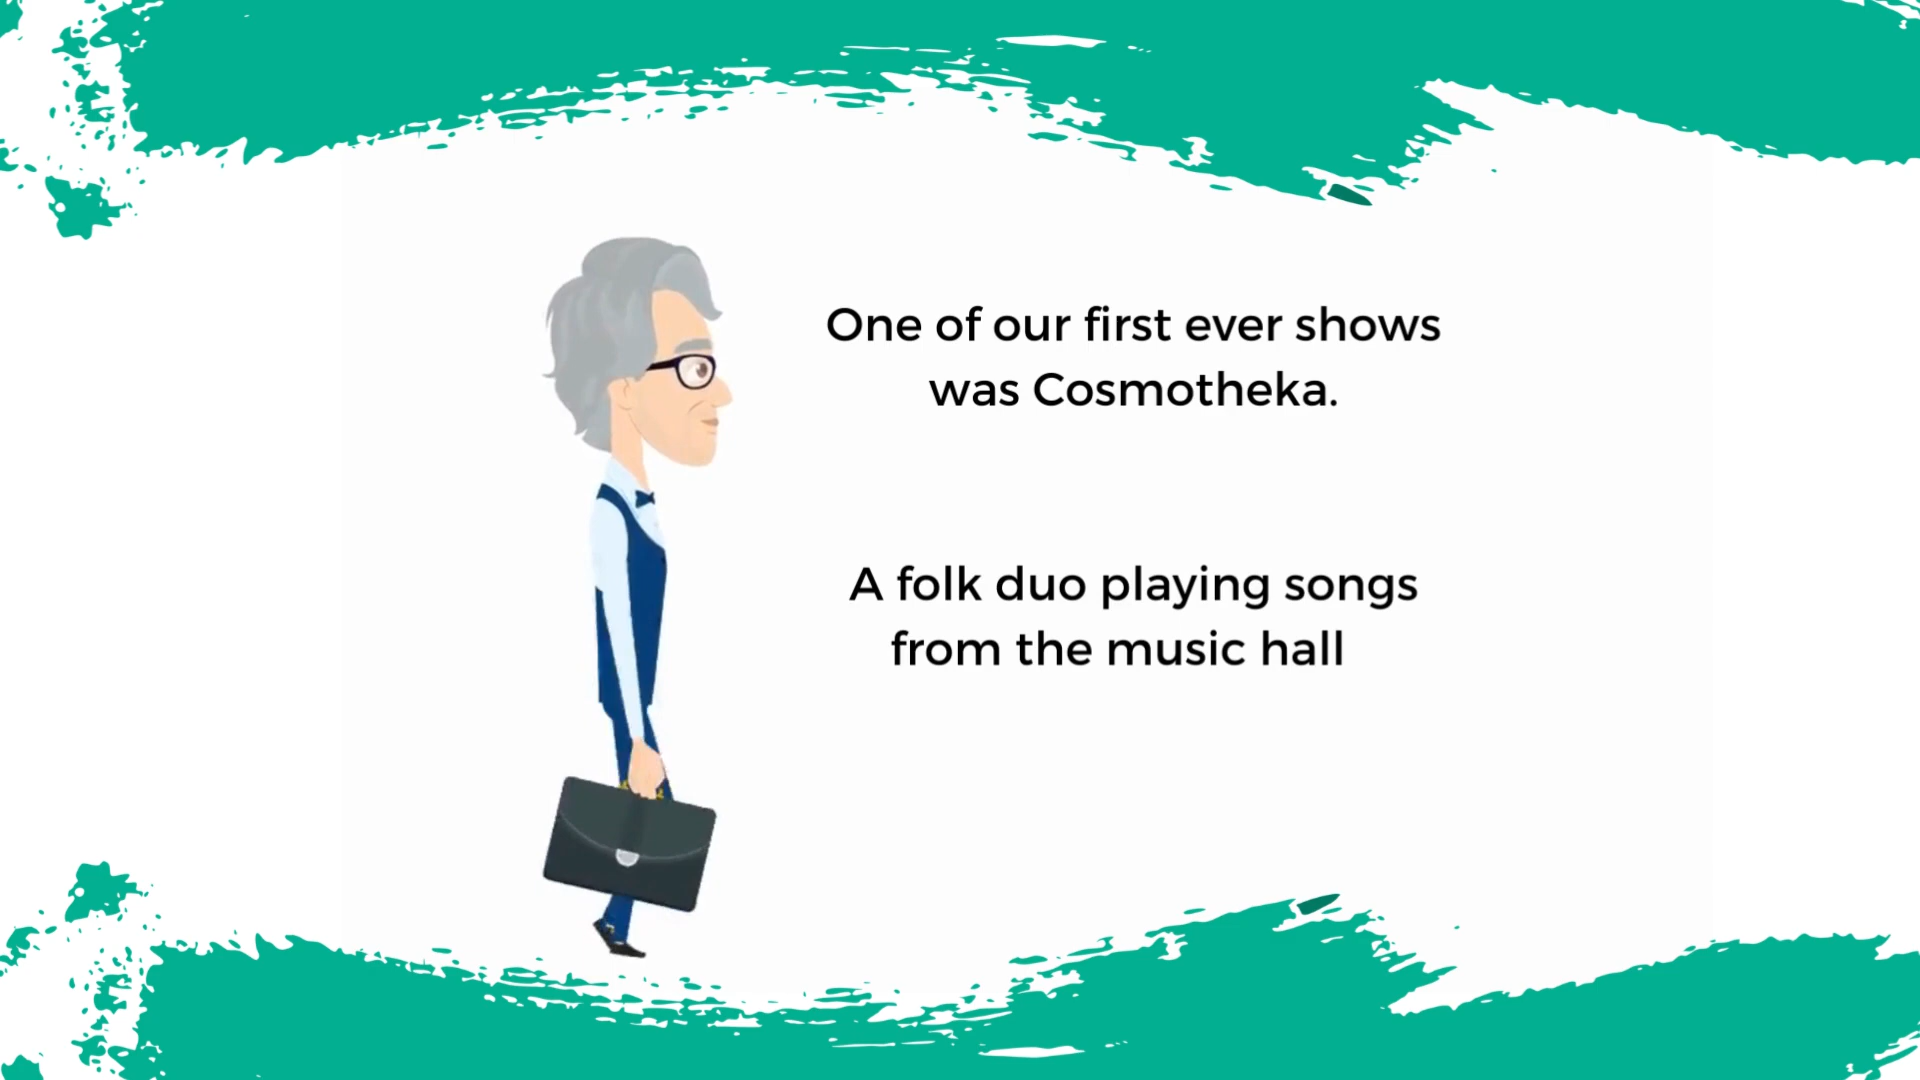 One of our first ever shows
was Cosmotheka.
A folk duo playing songs
from the music hall